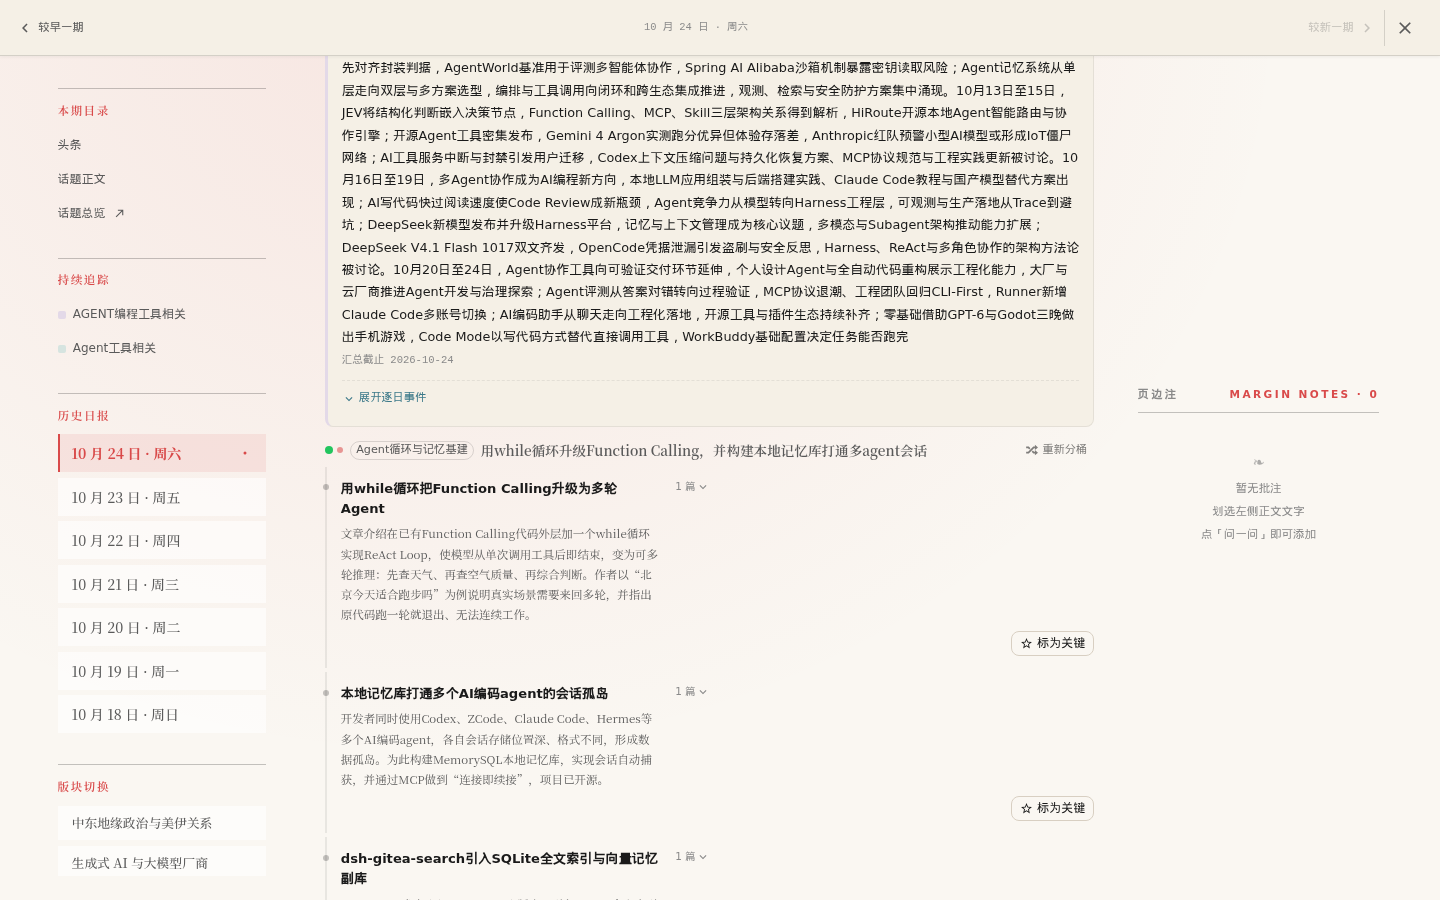 较早一期
10 月 24 日 · 周六
较新一期
本期目录
头条
话题正文
话题总览
持续追踪
AGENT编程工具相关
Agent工具相关
历史日报
10 月 24 日 · 周六
10 月 23 日 · 周五
10 月 22 日 · 周四
10 月 21 日 · 周三
10 月 20 日 · 周二
10 月 19 日 · 周一
10 月 18 日 · 周日
版块切换
中东地缘政治与美伊关系
生成式 AI 与大模型厂商
先对齐封装判据，AgentWorld基准用于评测多智能体协作，Spring AI Alibaba沙箱机制暴露密钥读取风险；Agent记忆系统从单
层走向双层与多方案选型，编排与工具调用向闭环和跨生态集成推进，观测、检索与安全防护方案集中涌现。10月13日至15日，
JEV将结构化判断嵌入决策节点，Function Calling、MCP、Skill三层架构关系得到解析，HiRoute开源本地Agent智能路由与协
作引擎；开源Agent工具密集发布，Gemini 4 Argon实测跑分优异但体验存落差，Anthropic红队预警小型AI模型或形成IoT僵尸
网络；AI工具服务中断与封禁引发用户迁移，Codex上下文压缩问题与持久化恢复方案、MCP协议规范与工程实践更新被讨论。10
月16日至19日，多Agent协作成为AI编程新方向，本地LLM应用组装与后端搭建实践、Claude Code教程与国产模型替代方案出
现；AI写代码快过阅读速度使Code Review成新瓶颈，Agent竞争力从模型转向Harness工程层，可观测与生产落地从Trace到避
坑；DeepSeek新模型发布并升级Harness平台，记忆与上下文管理成为核心议题，多模态与Subagent架构推动能力扩展；
DeepSeek V4.1 Flash 1017双文齐发，OpenCode凭据泄漏引发盗刷与安全反思，Harness、ReAct与多角色协作的架构方法论
被讨论。10月20日至24日，Agent协作工具向可验证交付环节延伸，个人设计Agent与全自动代码重构展示工程化能力，大厂与
云厂商推进Agent开发与治理探索；Agent评测从答案对错转向过程验证，MCP协议退潮、工程团队回归CLI-First，Runner新增
Claude Code多账号切换；AI编码助手从聊天走向工程化落地，开源工具与插件生态持续补齐；零基础借助GPT-6与Godot三晚做
出手机游戏，Code Mode以写代码方式替代直接调用工具，WorkBuddy基础配置决定任务能否跑完
汇总截止 2026-10-24
展开逐日事件
Agent循环与记忆基建 用while循环升级Function Calling，并构建本地记忆库打通多agent会话
重新分桶
用while循环把Function Calling升级为多轮
Agent
1 篇
文章介绍在已有Function Calling代码外层加一个while循环
实现ReAct Loop，使模型从单次调用工具后即结束，变为可多
轮推理：先查天气、再查空气质量、再综合判断。作者以“北
京今天适合跑步吗”为例说明真实场景需要来回多轮，并指出
原代码跑一轮就退出、无法连续工作。
标为关键
本地记忆库打通多个AI编码agent的会话孤岛
1 篇
开发者同时使用Codex、ZCode、Claude Code、Hermes等
多个AI编码agent，各自会话存储位置深、格式不同，形成数
据孤岛。为此构建MemorySQL本地记忆库，实现会话自动捕
获，并通过MCP做到“连接即续接”，项目已开源。
标为关键
dsh-gitea-search引入SQLite全文索引与向量记忆
副库
1 篇
页边注
MARGIN NOTES · 0
暂无批注
划选左侧正文文字
点「问一问」即可添加